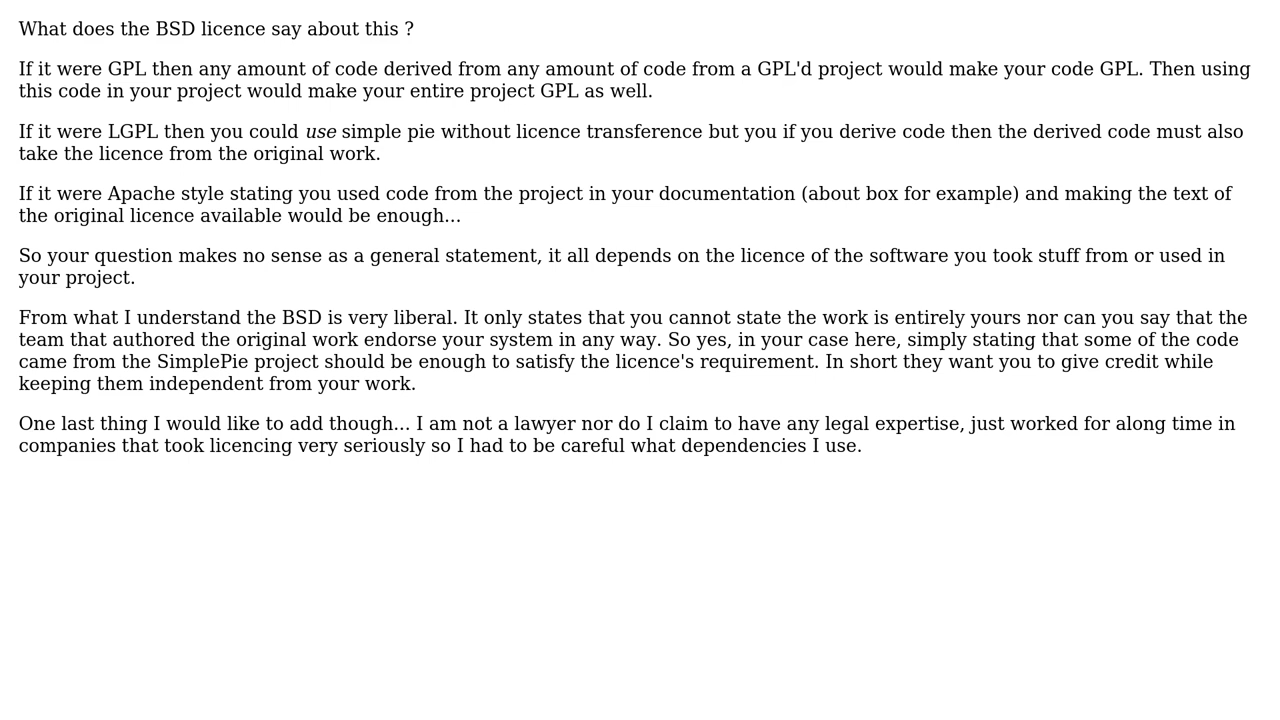 What does the BSD licence say about this ?
If it were GPL then any amount of code derived from any amount of code from a GPL'd project would make your code GPL. Then using
this code in your project would make your entire project GPL as well.
If it were LGPL then you could use simple pie without licence transference but you if you derive code then the derived code must also
take the licence from the original work.
If it were Apache style stating you used code from the project in your documentation (about box for example) and making the text of
the original licence available would be enough...
So your question makes no sense as a general statement, it all depends on the licence of the software you took stuff from or used in
your project.
From what I understand the BSD is very liberal. It only states that you cannot state the work is entirely yours nor can you say that the
team that authored the original work endorse your system in any way. So yes, in your case here, simply stating that some of the code
came from the SimplePie project should be enough to satisfy the licence's requirement. In short they want you to give credit while
keeping them independent from your work.
One last thing I would like to add though... I am not a lawyer nor do I claim to have any legal expertise, just worked for along time in
companies that took licencing very seriously so I had to be careful what dependencies I use.